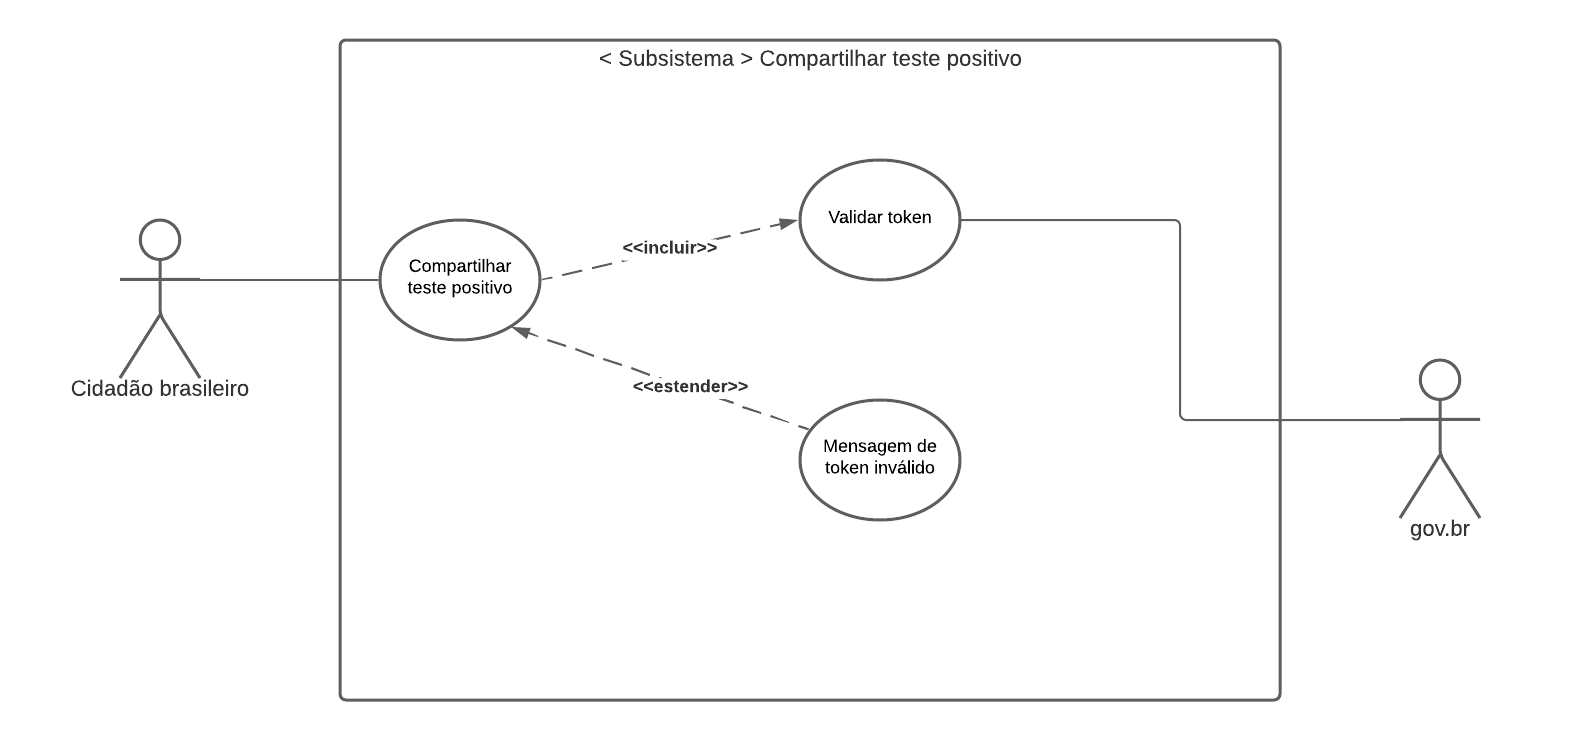 < Subsistema > Compartilhar teste positivo
Validar token
<<incluir>>
Compartilhar
teste positivo
Cidadão brasileiro
<<estender>>
Mensagem de
token inválido
gov.br